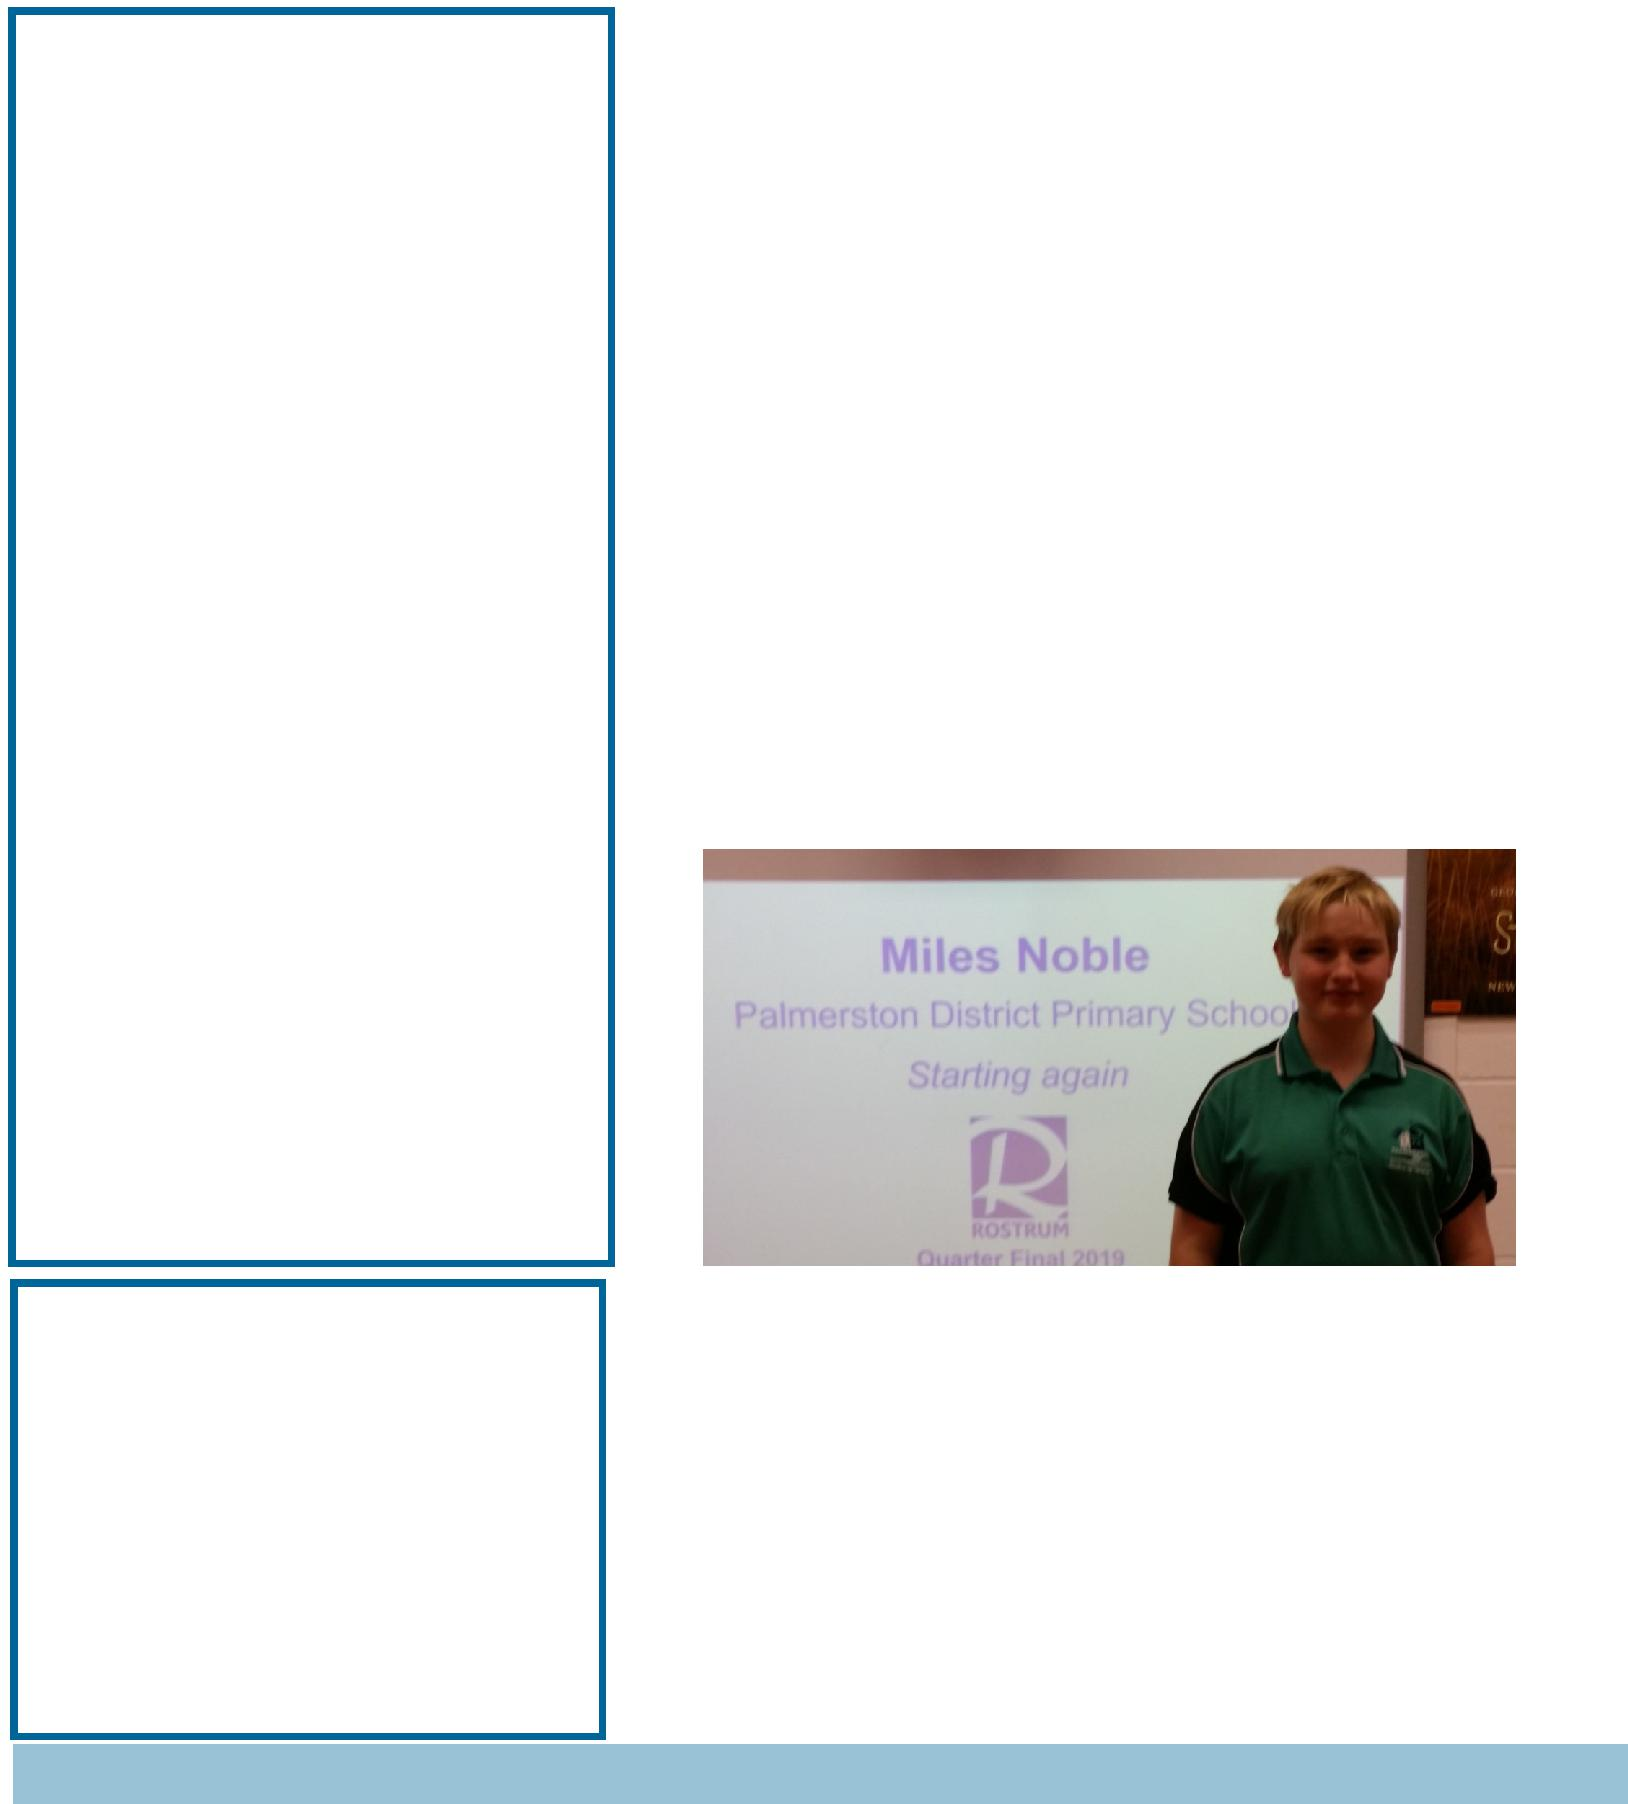 Miles Noble
Palmerston District Primary School
Starting again
ROSTRUM
Quarter Final 2019